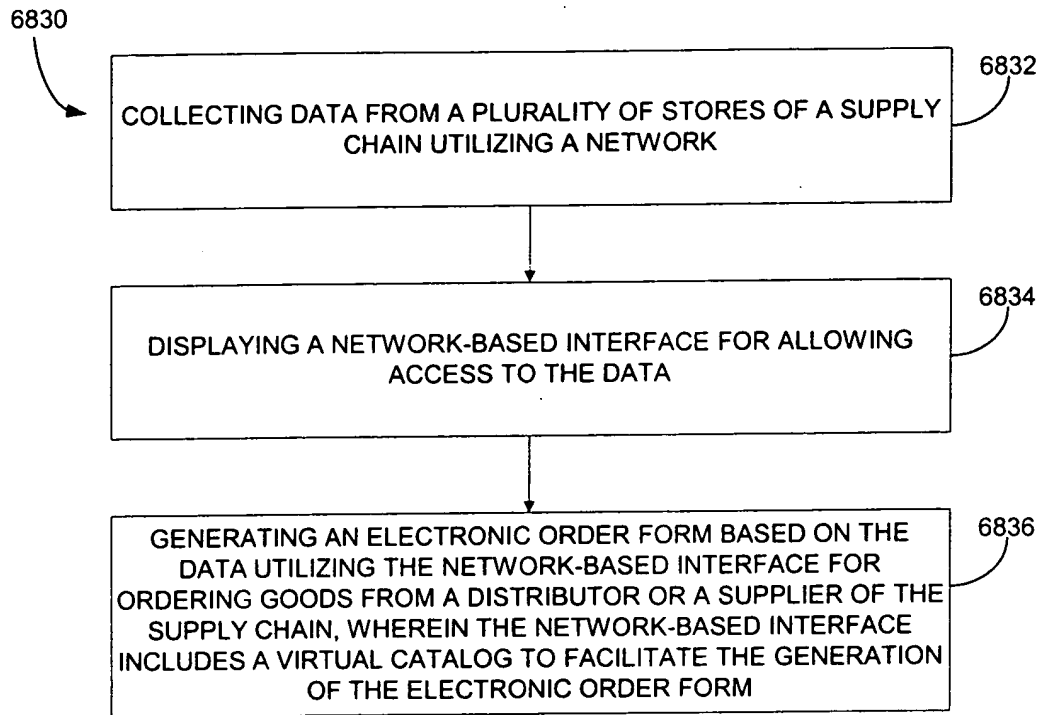 6830
6832
COLLECTING DATA FROM A PLURALITY OF STORES OF A SUPPLY
CHAIN UTILIZING A NETWORK
6834
DISPLAYING A NETWORK-BASED INTERFACE FOR ALLOWING
ACCESS TO THE DATA
6836
GENERATING AN ELECTRONIC ORDER FORM BASED ON THE
DATA UTILIZING THE NETWORK-BASED INTERFACE FOR
ORDERING GOODS FROM A DISTRIBUTOR OR A SUPPLIER OF THE
SUPPLY CHAIN, WHEREIN THE NETWORK-BASED INTERFACE
INCLUDES A VIRTUAL CATALOG TO FACILITATE THE GENERATION
OF THE ELECTRONIC ORDER FORM